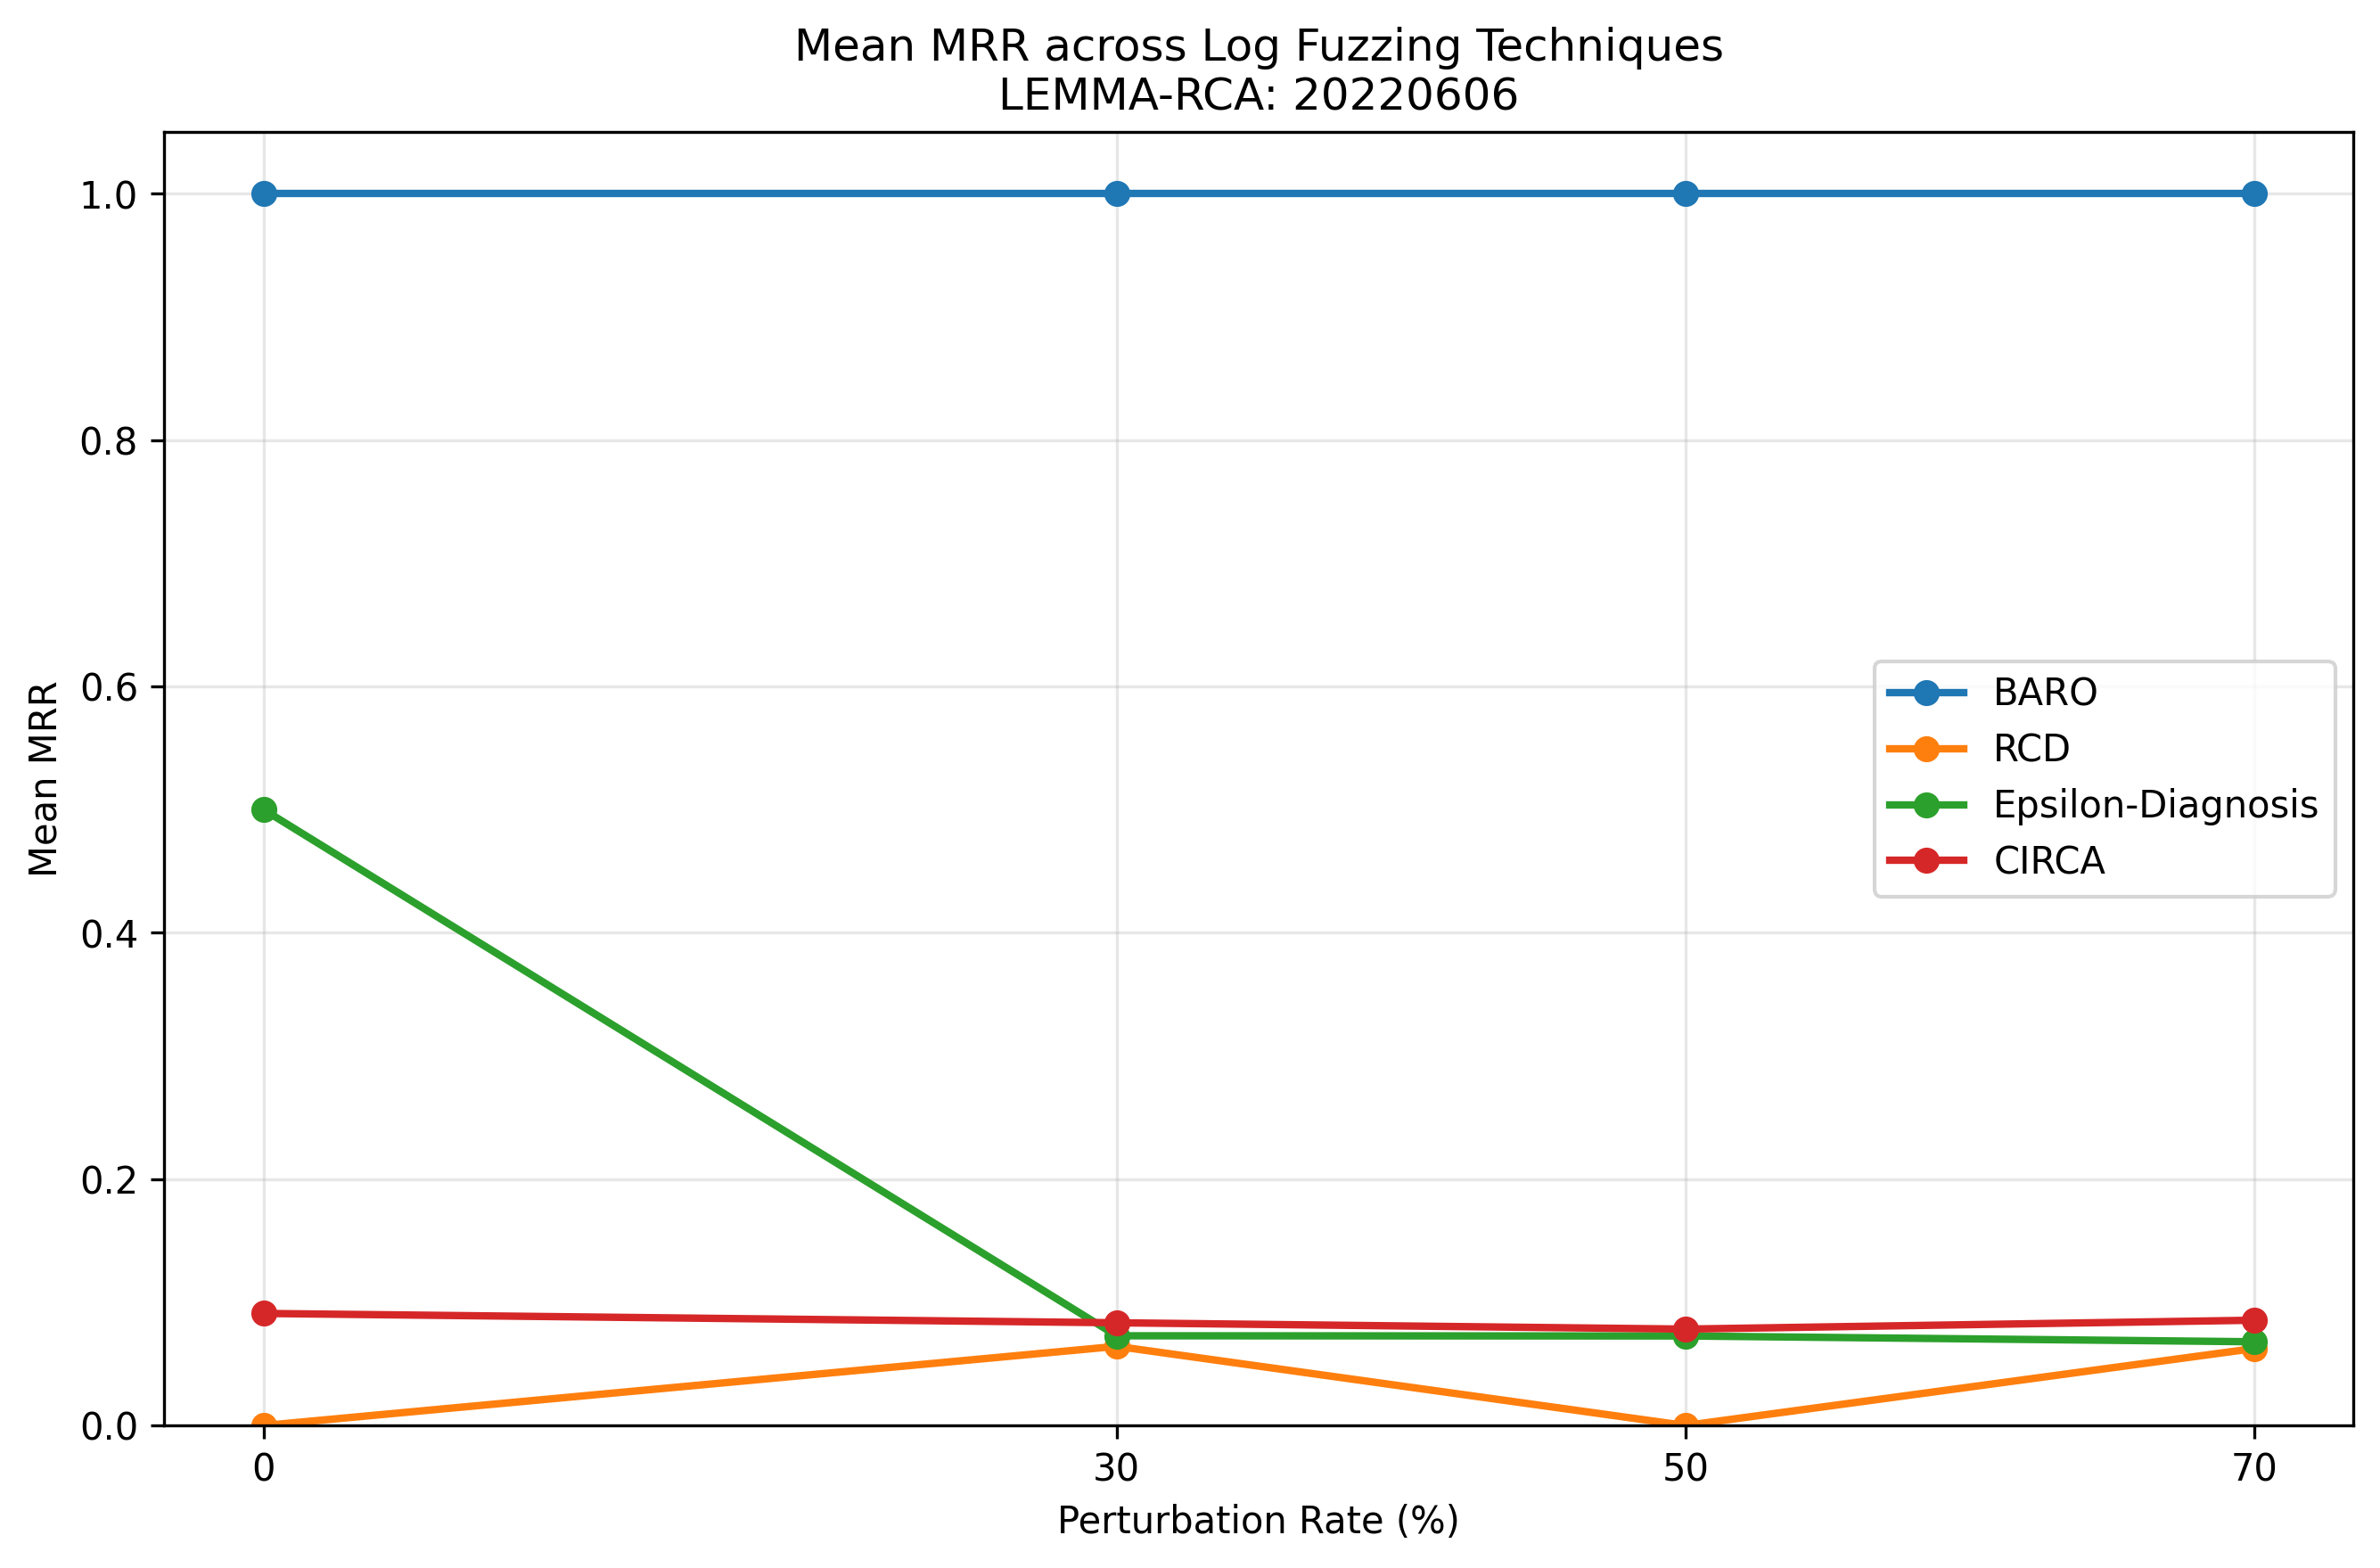 Mean MRR across Log Fuzzing Techniques
LEMMA-RCA: 20220606
Mean MRR
1.0
0.8
0.6
0.4
0.2
0.0
BARO
RCD
Epsilon-Diagnosis
CIRCA
0
30
50
70
Perturbation Rate (%)